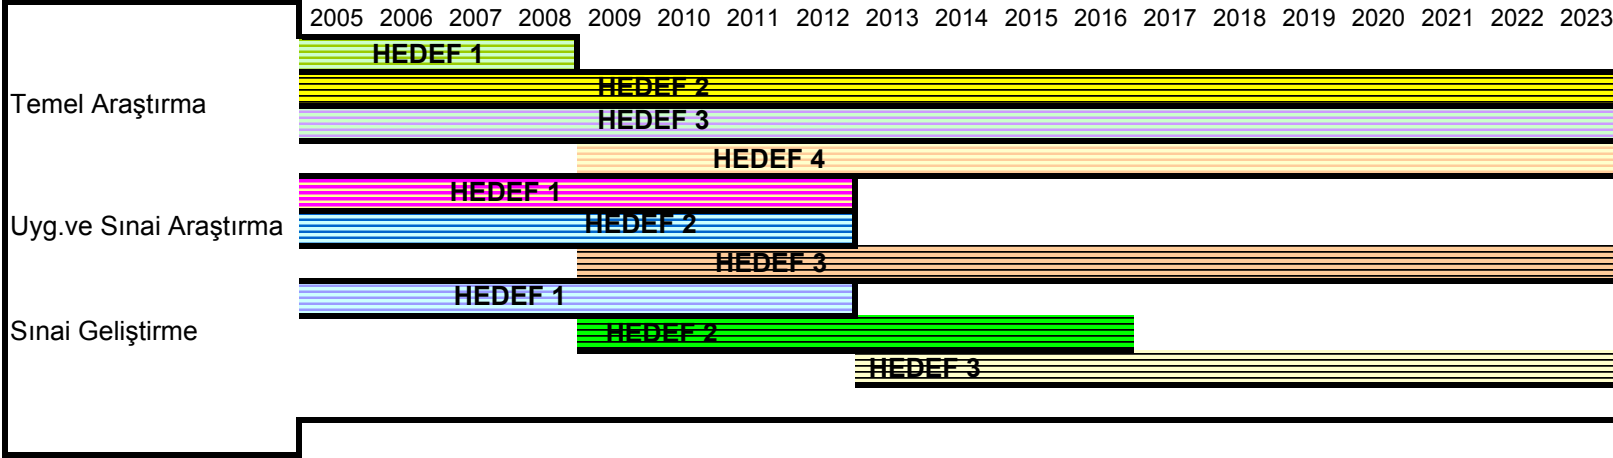 2005 2006 2007 2008 2009 2010 2011 2012 2013 2014 2015 2016 2017 2018 2019 2020 2021 2022 2023
Temel Araştırma
HEDEF 1
HEDEF 2
HEDEF 3
HEDEF 4
Uyg.ve Sınai Araştırma
HEDEF 1
HEDEF 2
HEDEF 3
Sınai Geliştirme
HEDEF 1
HEDEF 2
HEDEF 3